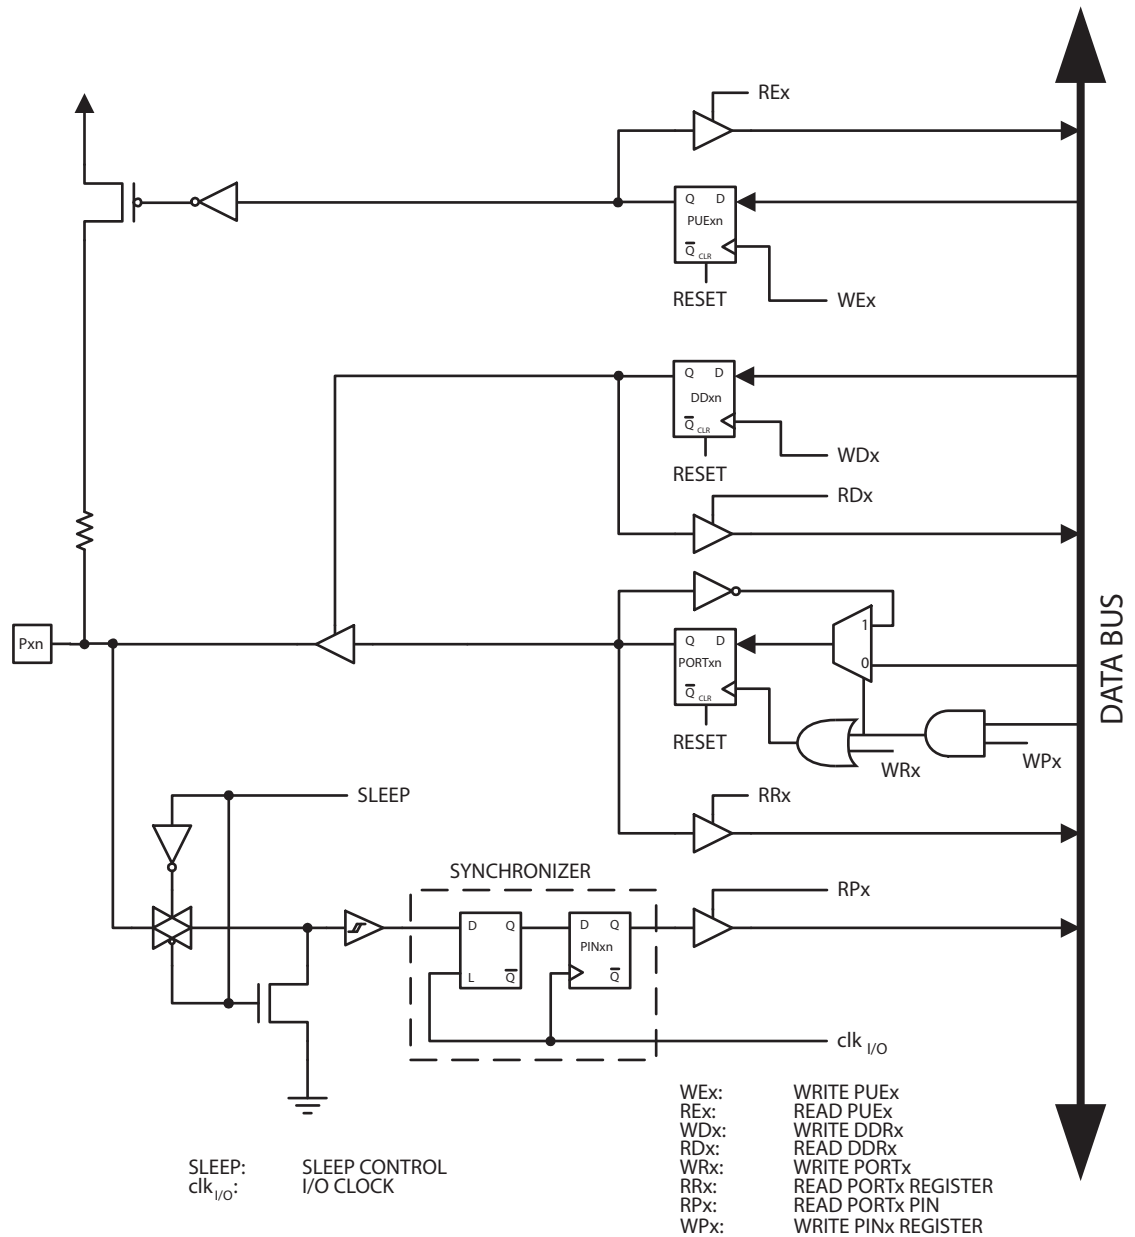 REx
Q D
PUExn
Q CLR
RESET
WEx
Q D
DDxn
Q CLR
RESET
WDx
RDx
Pxn
1
Q D
PORTxn
0
Q CLR
RESET
WRx
WPx
DATA BUS
SLEEP
RRx
SYNCHRONIZER
RPx
D Q
D Q
PINxn
L Q
Q
clk I/O
WEx: WRITE PUEx
REx: READ PUEx
WDx: WRITE DDRx
RDx: READ DDRx
WRx: WRITE PORTx
RRx: READ PORTx REGISTER
RPx: READ PORTx PIN
WPx: WRITE PINx REGISTER
SLEEP: SLEEP CONTROL
clk I/O: I/O CLOCK